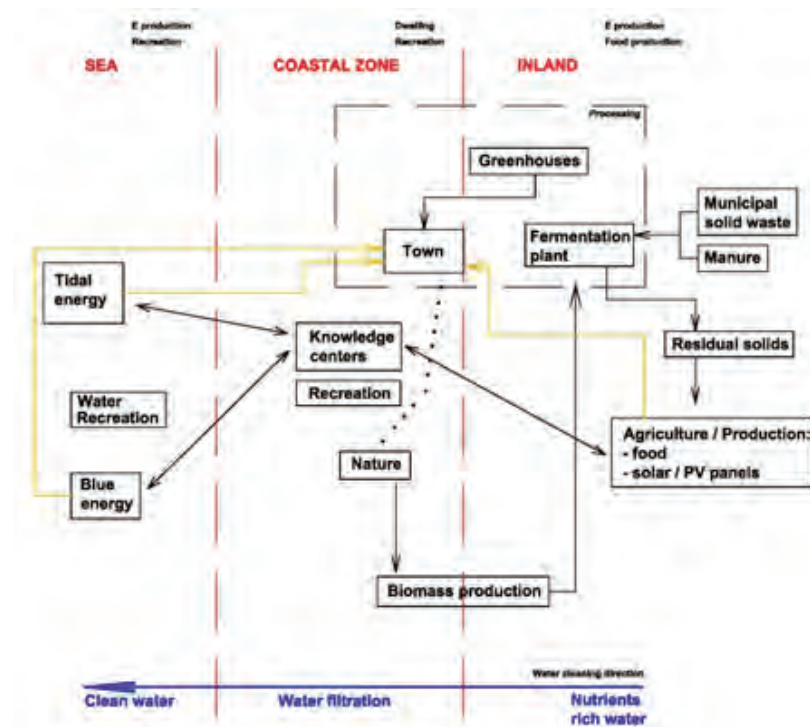 E production
Recreation
Dwelling
Recreation
E production
Food production
SEA
COASTAL ZONE
INLAND
Processing
Greenhouses
Municipal
solid waste
Manure
Town
Fermentation
plant
Tidal
energy
Knowledge
centers
Residual solids
Recreation
Water
Recreation
Agriculture / Production:
- food
- solar / PV panels
Nature
Blue
energy
Biomass production
Water cleaning direction
Clean water
Water filtration
Nutrients
rich water